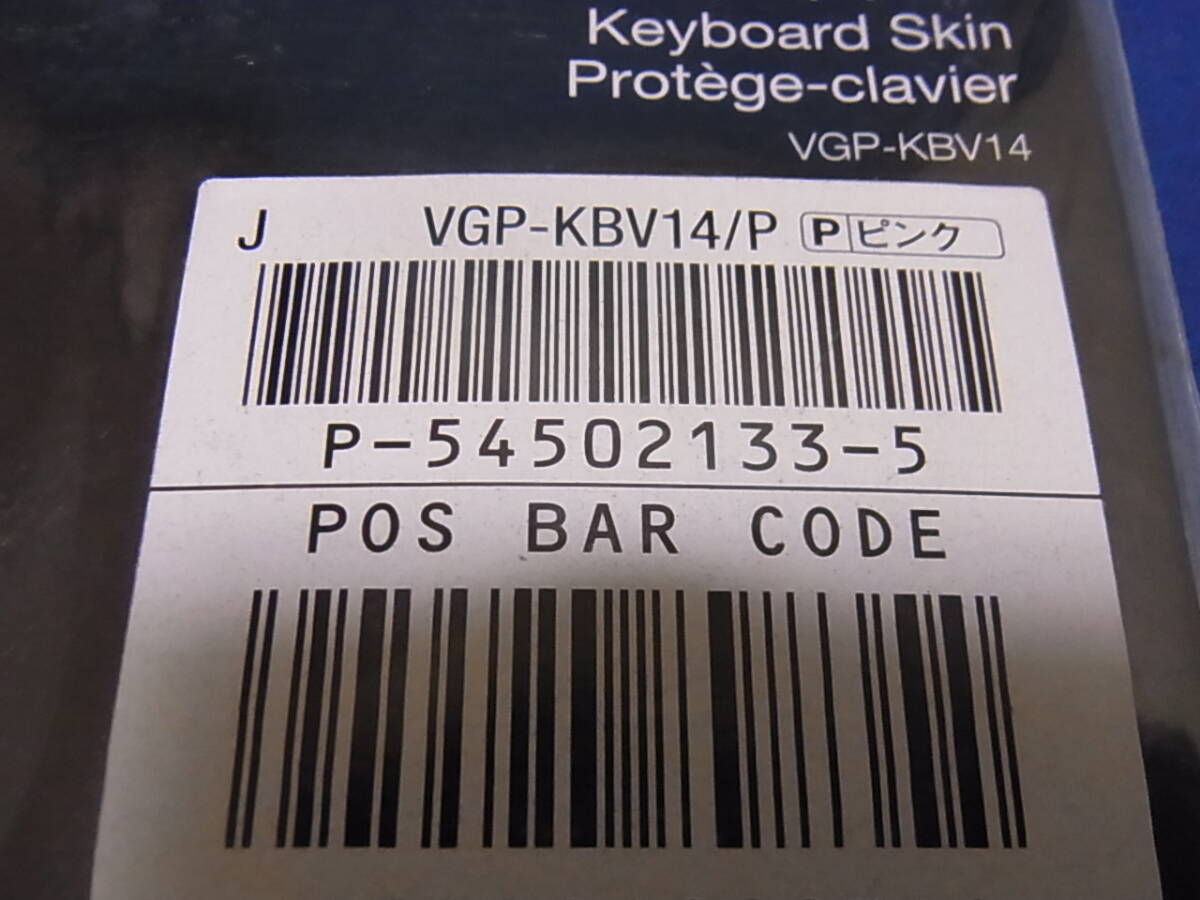 Keyboard Skin
Protège-clavier
VGP-KBV14
J VGP-KBV14/P P ピンク
P-54502133-5
POS BAR CODE